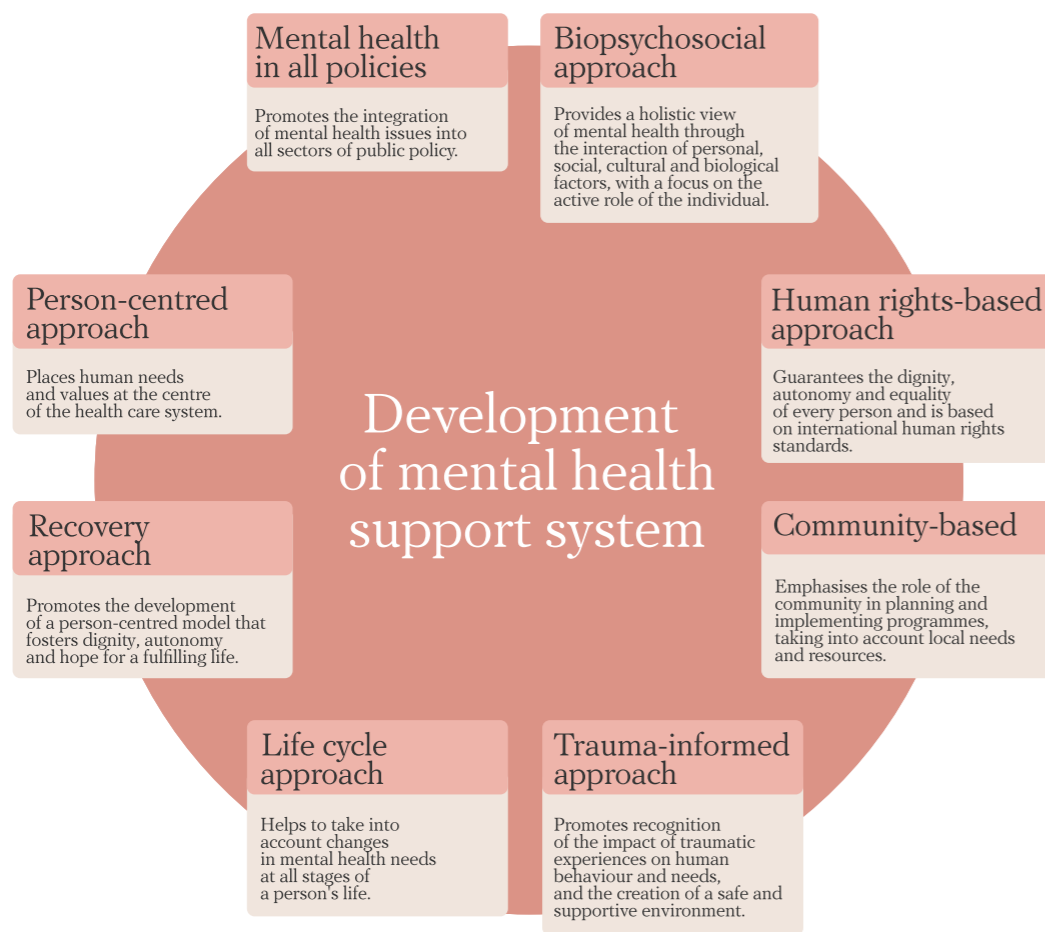 Mental health
in all policies
Promotes the integration
of mental health issues into
all sectors of public policy.
Biopsychosocial
approach
Provides a holistic view
of mental health through
the interaction of personal,
social, cultural and biological
factors, with a focus on the
active role of the individual.
Person-centred
approach
Places human needs
and values at the centre
of the health care system.
Human rights-based
approach
Guarantees the dignity,
autonomy and equality
of every person and is based
on international human rights
standards.
Development
of mental health
support system
Recovery
approach
Promotes the development
of a person-centred model that
fosters dignity, autonomy
and hope for a fulfilling life.
Community-based
Emphasises the role of the
community in planning and
implementing programmes,
taking into account local needs
and resources.
Life cycle
approach
Helps to take into
account changes
in mental health needs
at all stages of
a person's life.
Trauma-informed
approach
Promotes recognition
of the impact of traumatic
experiences on human
behaviour and needs,
and the creation of a safe and
supportive environment.